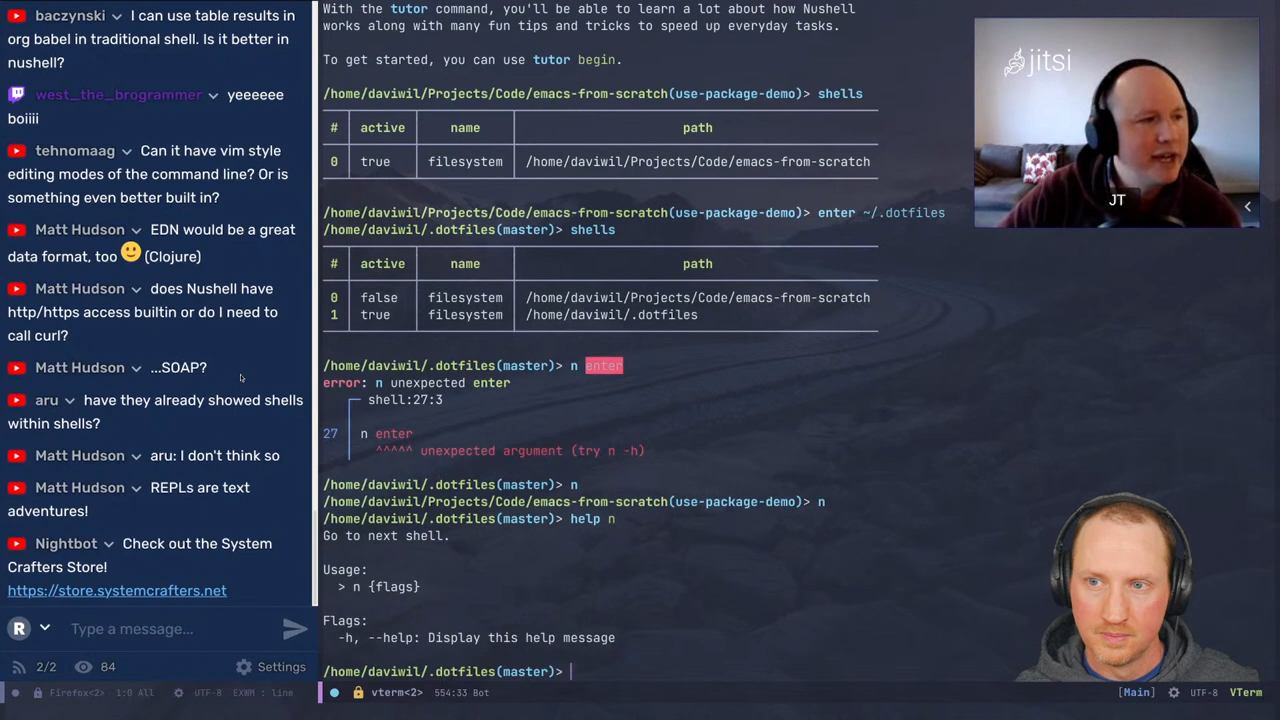 baczynski I can use table results in
org babel in traditional shell. Is it better in
nushell?
west_the_brogrammer yeeeeee
boiiii
tehnomaag Can it have vim style
editing modes of the command line? Or is
something even better built in?
Matt Hudson EDN would be a great
data format, too 🙂 (Clojure)
Matt Hudson does Nushell have
http/https access builtin or do I need to
call curl?
Matt Hudson ...SOAP?
aru have they already showed shells
within shells?
Matt Hudson aru: I don't think so
Matt Hudson REPLs are text
adventures!
Nightbot Check out the System
Crafters Store!
https://store.systemcrafters.net
R Type a message...
2/2 84 Settings
Firefox<2> 1:0 All UTF-8 EXWM : line
With the tutor command, you'll be able to learn a lot about how Nushell
works along with many fun tips and tricks to speed up everyday tasks.
To get started, you can use tutor begin.
/home/daviwil/Projects/Code/emacs-from-scratch(use-package-demo)> shells
# active name path
0 true filesystem /home/daviwil/Projects/Code/emacs-from-scratch
/home/daviwil/Projects/Code/emacs-from-scratch(use-package-demo)> enter ~/.dotfiles
/home/daviwil/.dotfiles(master)> shells
# active name path
0 false filesystem /home/daviwil/Projects/Code/emacs-from-scratch
1 true filesystem /home/daviwil/.dotfiles
/home/daviwil/.dotfiles(master)> n enter
error: n unexpected enter
shell:27:3
27 n enter
^^^^^ unexpected argument (try n -h)
/home/daviwil/.dotfiles(master)> n
/home/daviwil/Projects/Code/emacs-from-scratch(use-package-demo)> n
/home/daviwil/.dotfiles(master)> help n
Go to next shell.
Usage:
> n {flags}
Flags:
-h, --help: Display this help message
/home/daviwil/.dotfiles(master)>
vterm<2> 554:33 Bot [Main] UTF-8 VTerm
jitsi
JT